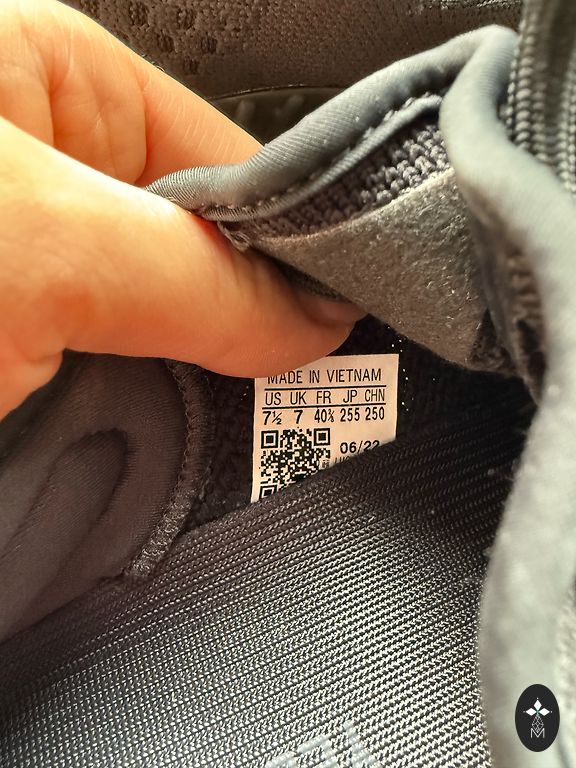 MADE IN VIETNAM
US UK FR JP CHN
7½ 7 40⅔ 255 250
06/22
M